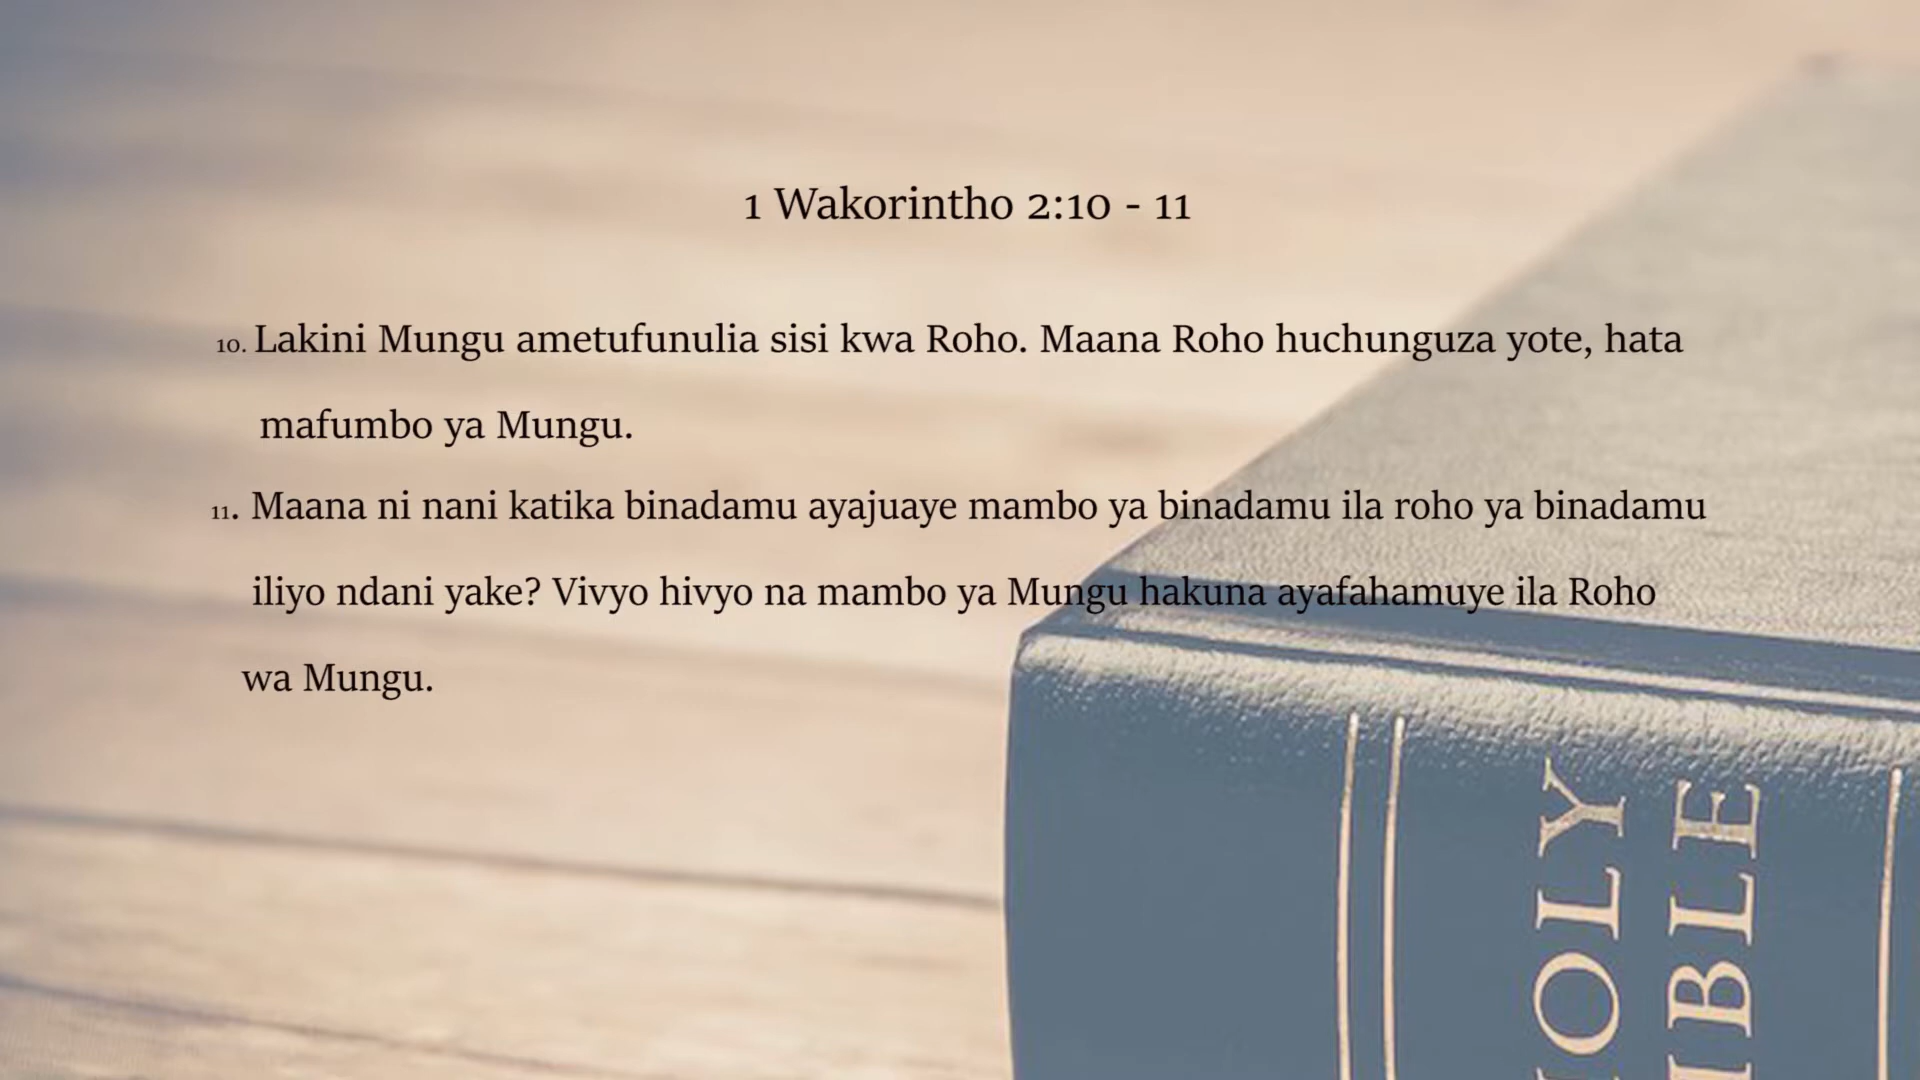 1 Wakorintho 2:10 - 11
10. Lakini Mungu ametufunulia sisi kwa Roho. Maana Roho huchunguza yote, hata
mafumbo ya Mungu.
11. Maana ni nani katika binadamu ayajuaye mambo ya binadamu ila roho ya binadamu
iliyo ndani yake? Vivyo hivyo na mambo ya Mungu hakuna ayafahamuye ila Roho
wa Mungu.
HOLY
BIBLE